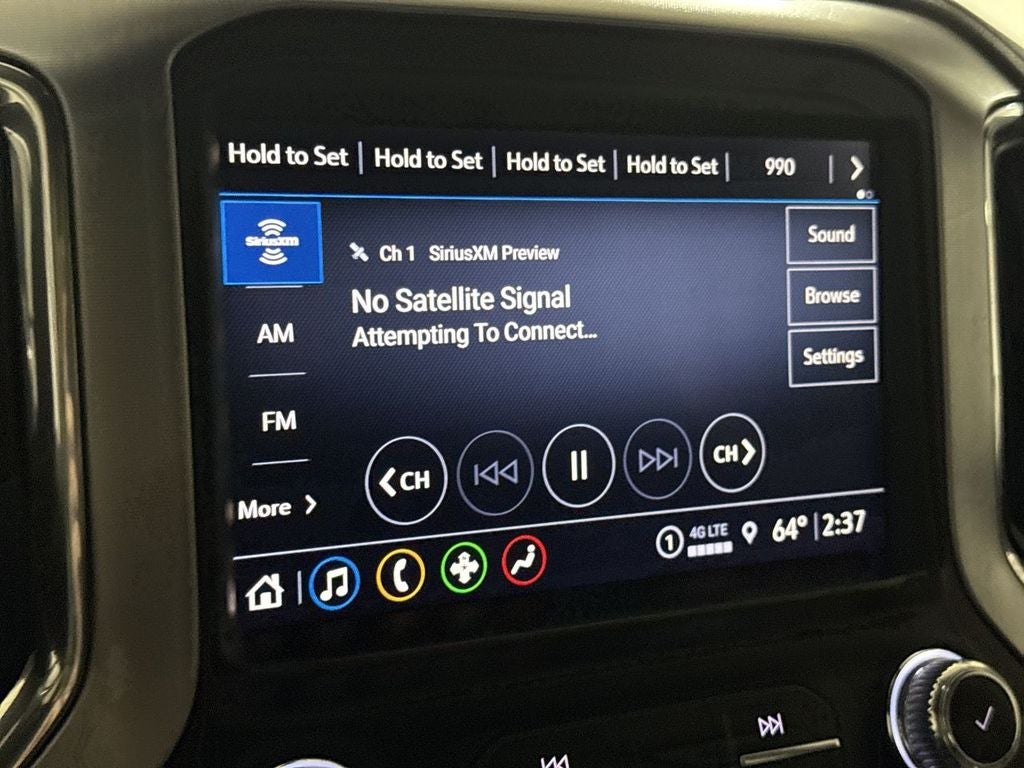 Hold to Set | Hold to Set | Hold to Set | Hold to Set | 990 |
SiriusXM
Ch 1 SiriusXM Preview
No Satellite Signal
Attempting To Connect...
Sound
Browse
Settings
AM
FM
More
CH
CH
1 4G LTE 64° | 2:37